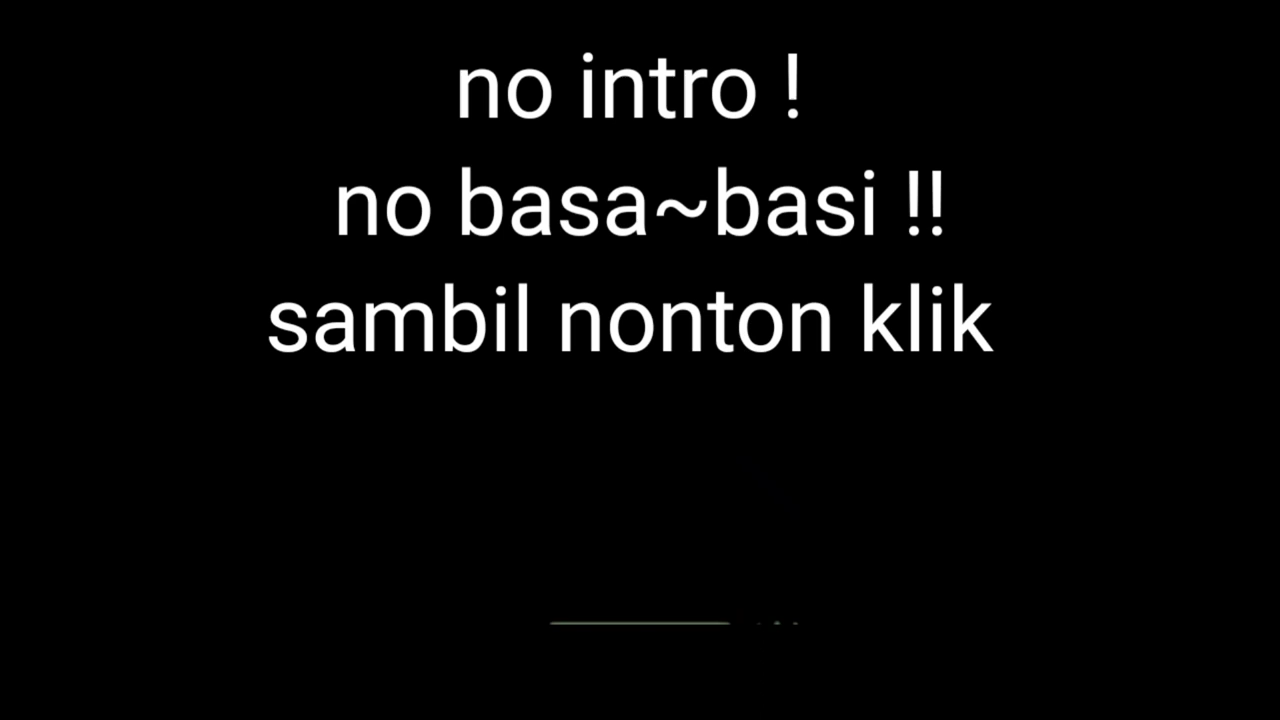 no intro !
no basa~basi !!
sambil nonton klik